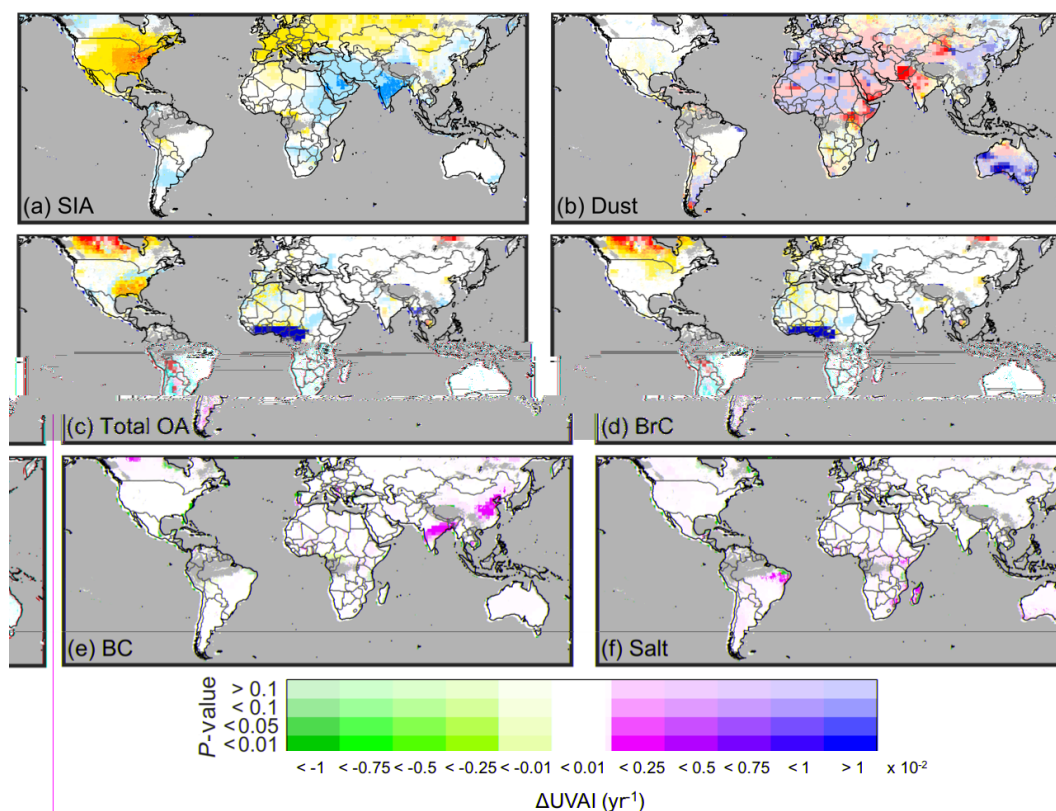 (a) SIA
(b) Dust
(c) Total OA
(d) BrC
(e) BC
(f) Salt
P-value
> 0.1
< 0.1
< 0.05
< 0.01
< -1 < -0.75 < -0.5 < -0.25 < -0.01 < 0.01 < 0.25 < 0.5 < 0.75 < 1 > 1 x 10-2
ΔUVAI (yr-1)